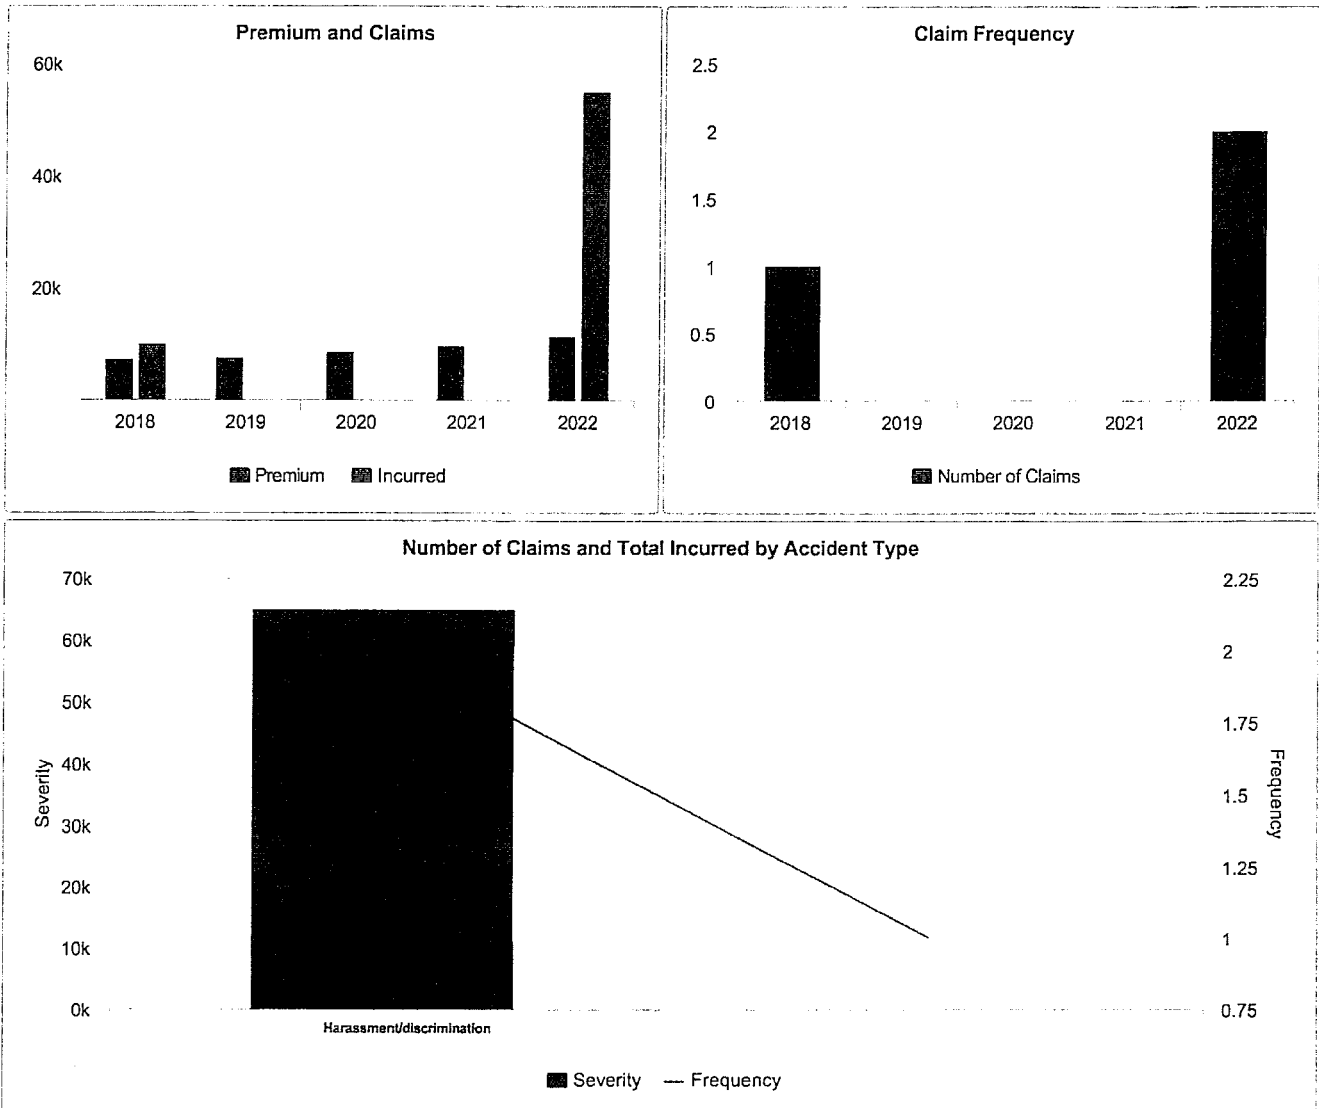 Premium and Claims
60k
40k
20k
2018 2019 2020 2021 2022
Premium Incurred
Claim Frequency
2.5
2
1.5
1
0.5
0
2018 2019 2020 2021 2022
Number of Claims
Number of Claims and Total Incurred by Accident Type
70k
60k
50k
40k
30k
20k
10k
0k
Severity
2.25
2
1.75
1.5
1.25
1
0.75
Frequency
Harassment/discrimination
Severity Frequency